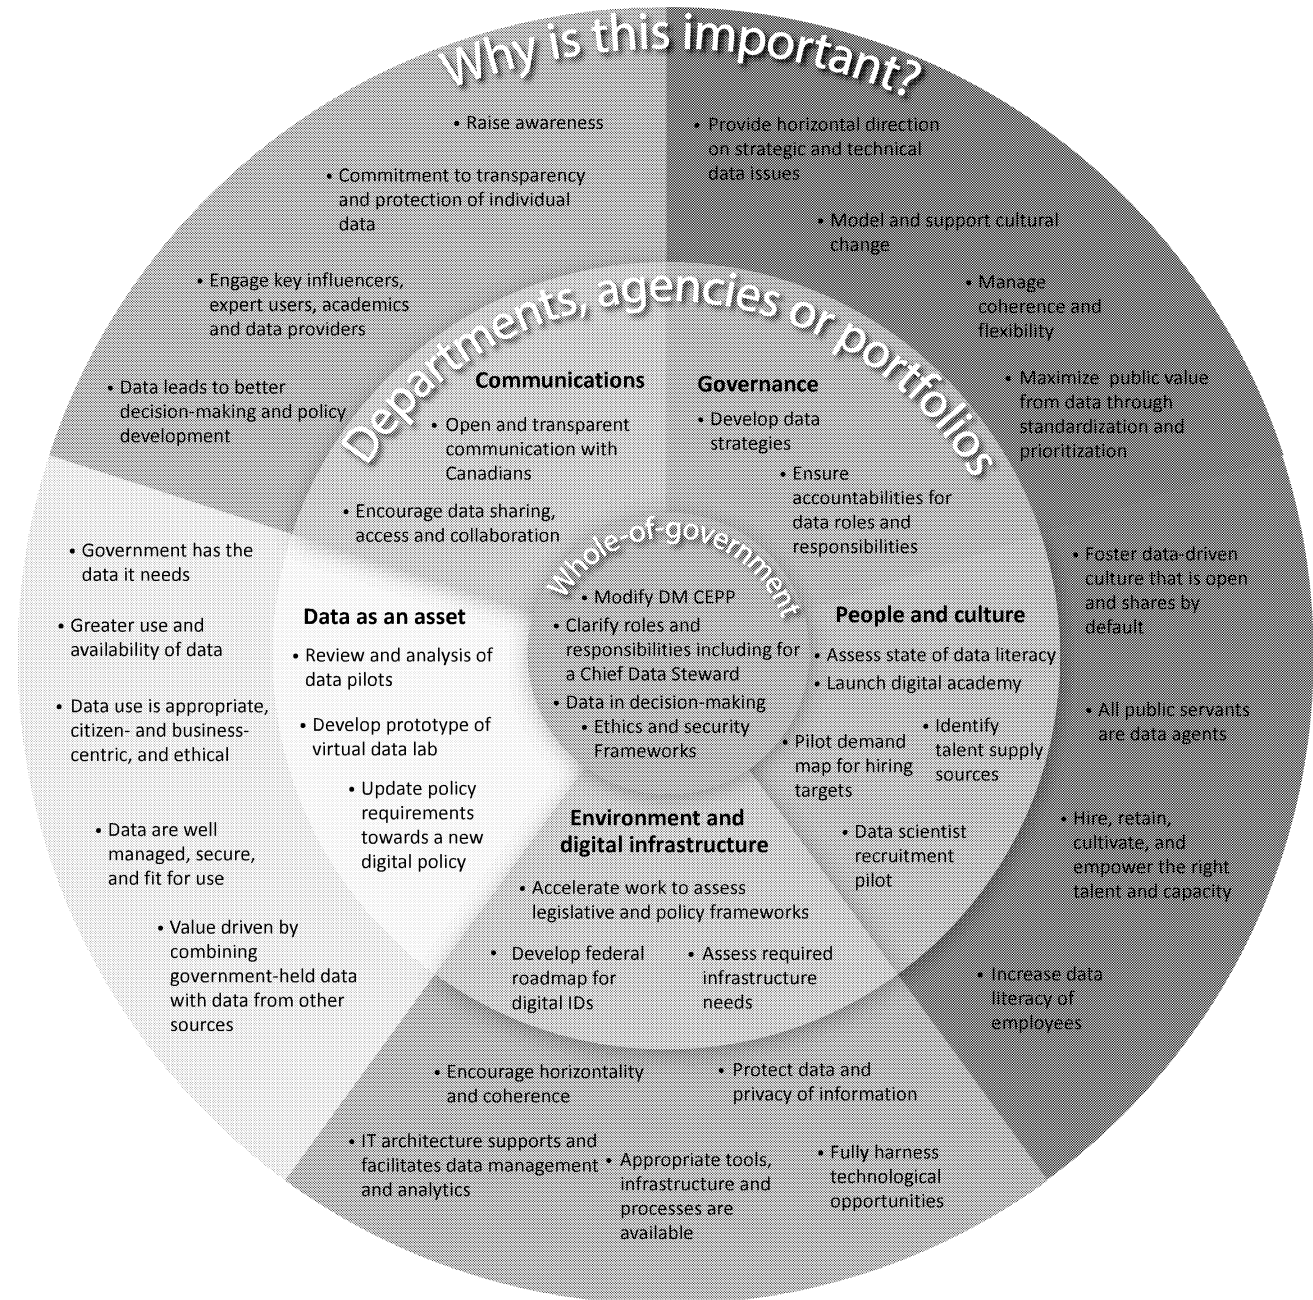 Why is this important?
• Raise awareness
• Commitment to transparency
and protection of individual
data
• Engage key influencers,
expert users, academics
and data providers
• Data leads to better
decision-making and policy
development
• Provide horizontal direction
on strategic and technical
data issues
• Model and support cultural
change
• Manage
coherence and
flexibility
• Maximize public value
from data through
standardization and
prioritization
• Foster data-driven
culture that is open
and shares by
default
• All public servants
are data agents
• Hire, retain,
cultivate, and
empower the right
talent and capacity
• Increase data
literacy of
employees
• Government has the
data it needs
• Greater use and
availability of data
• Data use is appropriate,
citizen- and business-
centric, and ethical
• Data are well
managed, secure,
and fit for use
• Value driven by
combining
government-held data
with data from other
sources
• Encourage horizontality
and coherence
• Protect data and
privacy of information
• IT architecture supports and
facilitates data management
and analytics
• Appropriate tools,
infrastructure and
processes are
available
• Fully harness
technological
opportunities
Departments, agencies or portfolios
Communications
• Open and transparent
communication with
Canadians
• Encourage data sharing,
access and collaboration
Governance
• Develop data
strategies
• Ensure
accountabilities for
data roles and
responsibilities
Data as an asset
• Review and analysis of
data pilots
• Develop prototype of
virtual data lab
• Update policy
requirements
towards a new
digital policy
People and culture
• Assess state of data literacy
• Launch digital academy
• Pilot demand
map for hiring
targets
• Identify
talent supply
sources
• Data scientist
recruitment
pilot
Environment and
digital infrastructure
• Accelerate work to assess
legislative and policy frameworks
• Develop federal
roadmap for
digital IDs
• Assess required
infrastructure
needs
Whole-of-government
• Modify DM CEPP
• Clarify roles and
responsibilities including for
a Chief Data Steward
• Data in decision-making
• Ethics and security
Frameworks